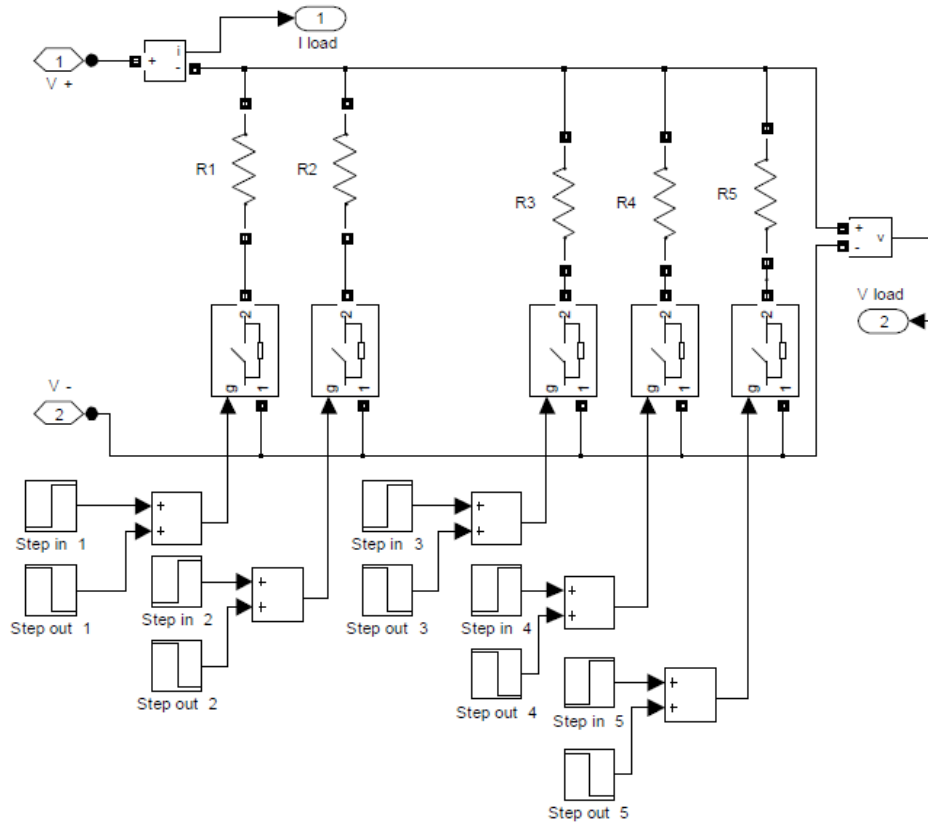 1
I load
1
V +
+
i
-
R1
R2
R3
R4
R5
+
-
v
V load
2
2
g
1
2
g
1
2
g
1
2
g
1
2
g
1
V -
2
Step in 1
+
+
Step out 1
Step in 2
+
+
Step out 2
Step in 3
+
+
Step out 3
Step in 4
+
+
Step out 4
Step in 5
+
+
Step out 5